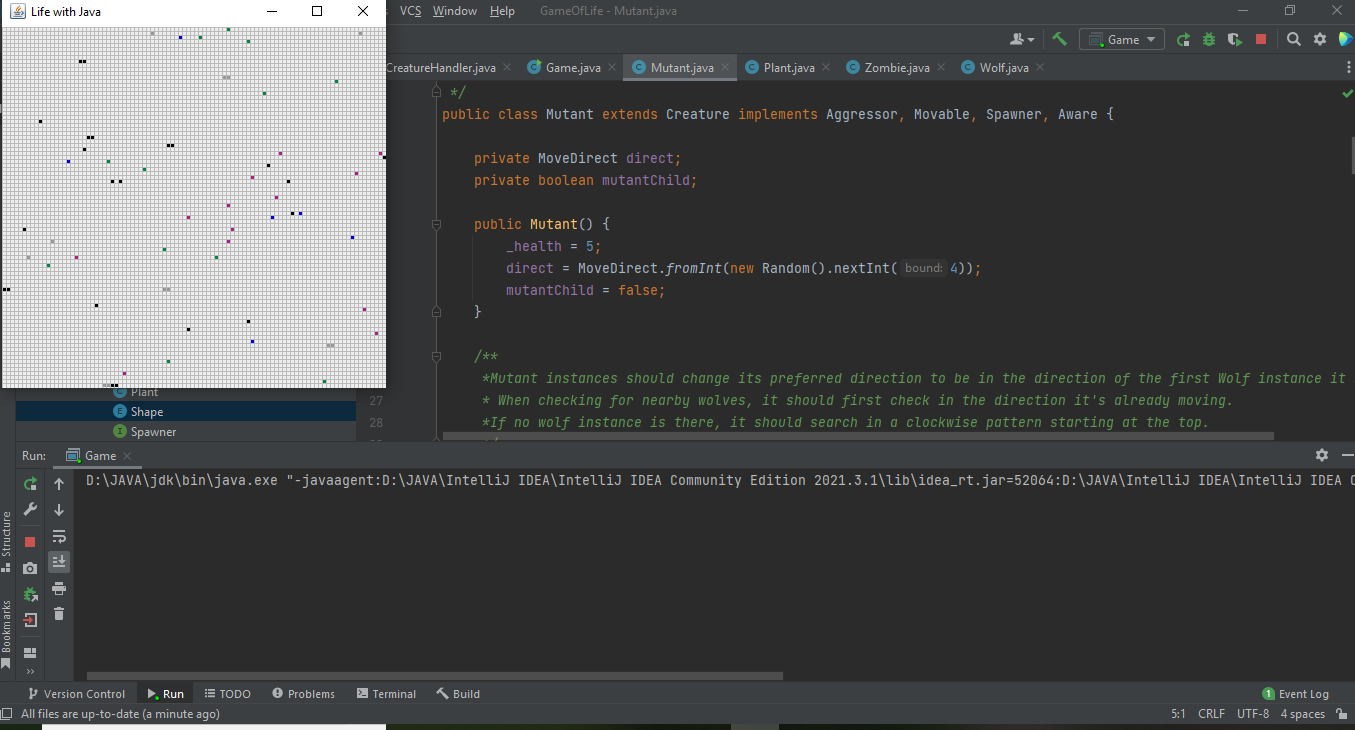 Life with Java
VCS Window Help GameOfLife - Mutant.java
Game
CreatureHandler.java Game.java Mutant.java Plant.java Zombie.java Wolf.java
*/
public class Mutant extends Creature implements Aggressor, Movable, Spawner, Aware {
private MoveDirect direct;
private boolean mutantChild;
public Mutant() {
_health = 5;
direct = MoveDirect.fromInt(new Random().nextInt( bound: 4));
mutantChild = false;
}
/**
*Mutant instances should change its preferred direction to be in the direction of the first Wolf instance it
27 * When checking for nearby wolves, it should first check in the direction it's already moving.
28 *If no wolf instance is there, it should search in a clockwise pattern starting at the top.
Plant
Shape
Spawner
Run: Game
D:\JAVA\jdk\bin\java.exe "-javaagent:D:\JAVA\IntelliJ IDEA\IntelliJ IDEA Community Edition 2021.3.1\lib\idea_rt.jar=52064:D:\JAVA\IntelliJ IDEA\IntelliJ IDEA C
Structure
Bookmarks
Version Control Run TODO Problems Terminal Build 1 Event Log
All files are up-to-date (a minute ago) 5:1 CRLF UTF-8 4 spaces